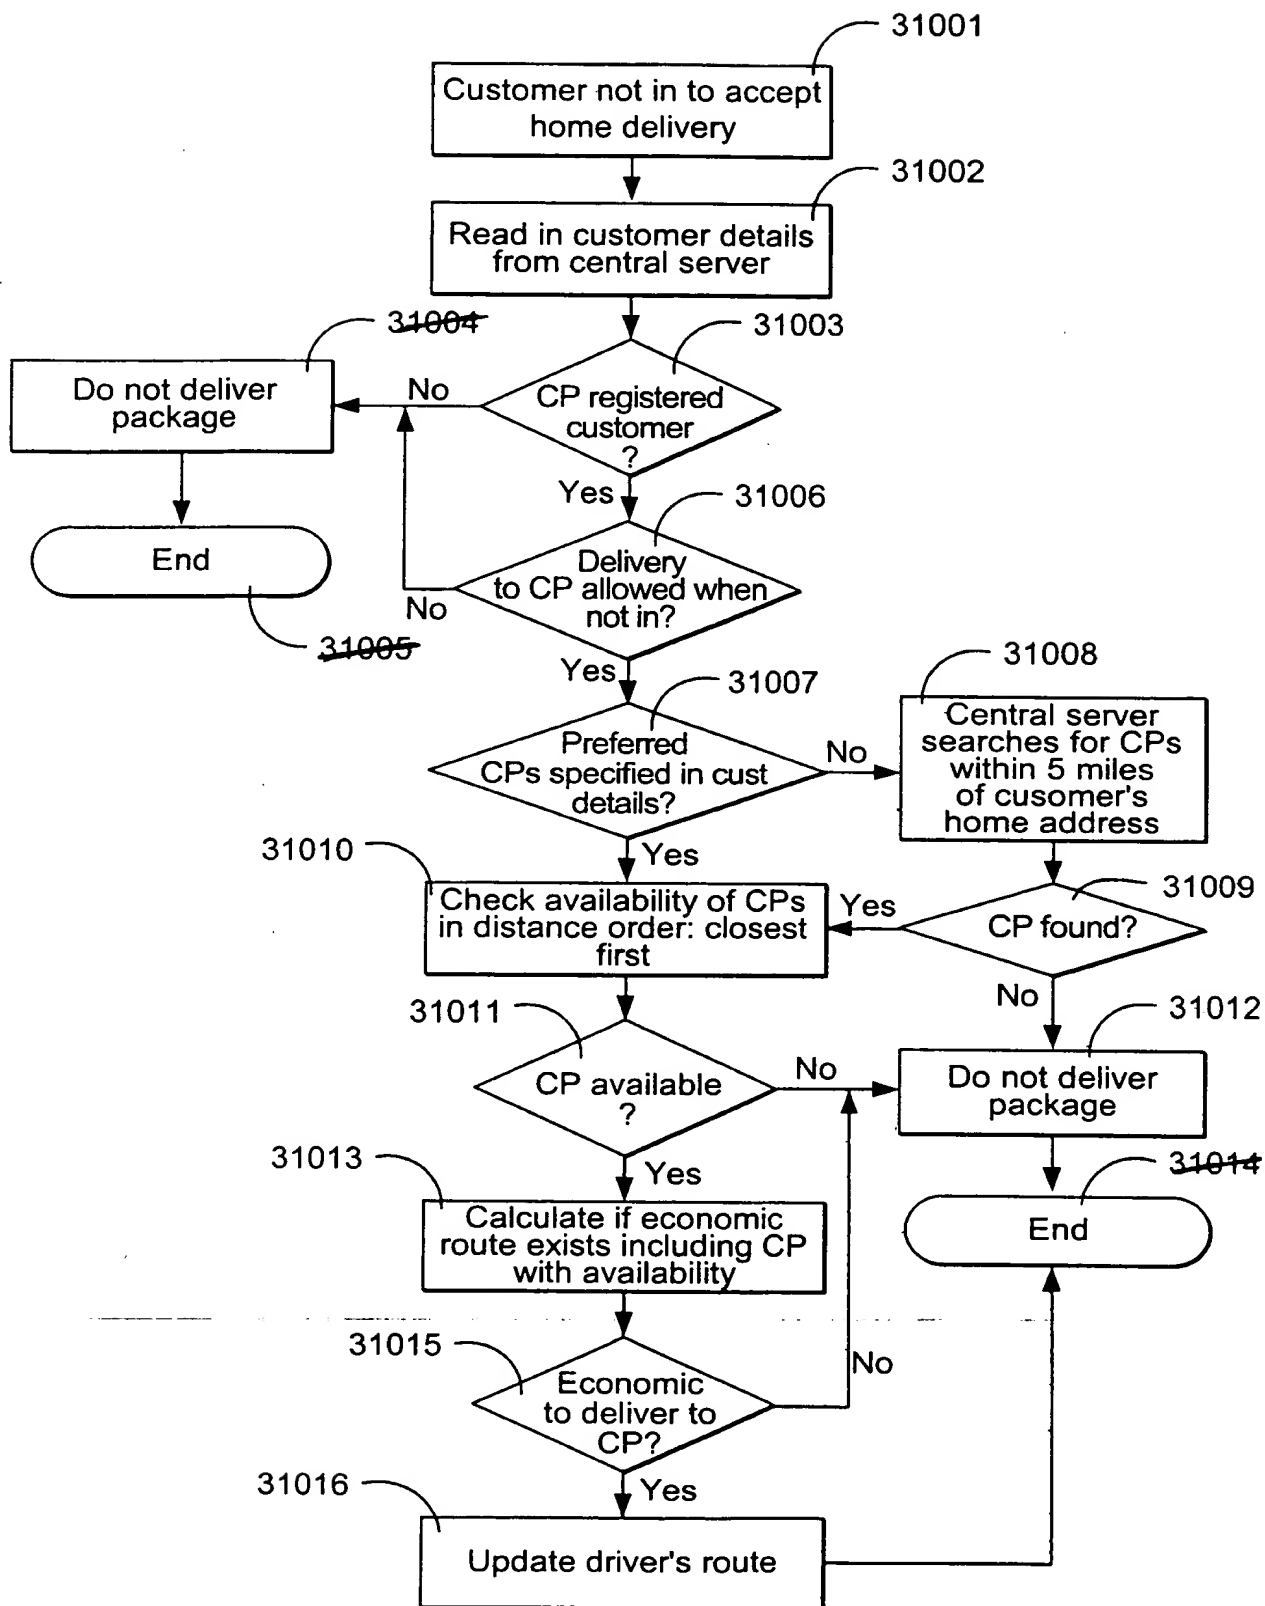 31001
Customer not in to accept
home delivery
31002
Read in customer details
from central server
31003
CP registered
customer
?
No
31004
Do not deliver
package
End
31005
Yes
31006
Delivery
to CP allowed when
not in?
No
Yes
31007
Preferred
CPs specified in cust
details?
No
31008
Central server
searches for CPs
within 5 miles
of cusomer's
home address
Yes
31010
Check availability of CPs
in distance order: closest
first
Yes
31009
CP found?
No
31011
CP available
?
No
31012
Do not deliver
package
31014
End
Yes
31013
Calculate if economic
route exists including CP
with availability
31015
Economic
to deliver to
CP?
No
Yes
31016
Update driver's route